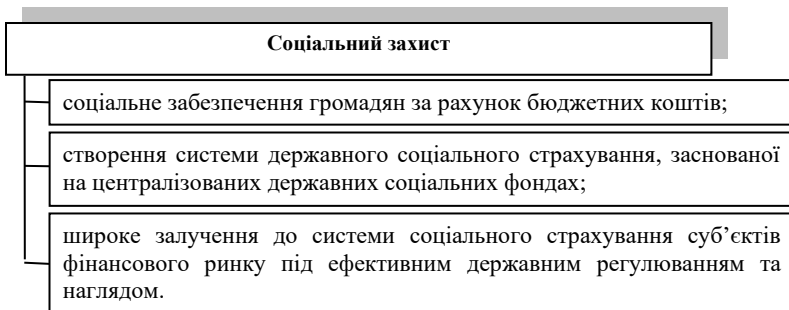 Соціальний захист
соціальне забезпечення громадян за рахунок бюджетних коштів;
створення системи державного соціального страхування, заснованої
на централізованих державних соціальних фондах;
широке залучення до системи соціального страхування суб’єктів
фінансового ринку під ефективним державним регулюванням та
наглядом.